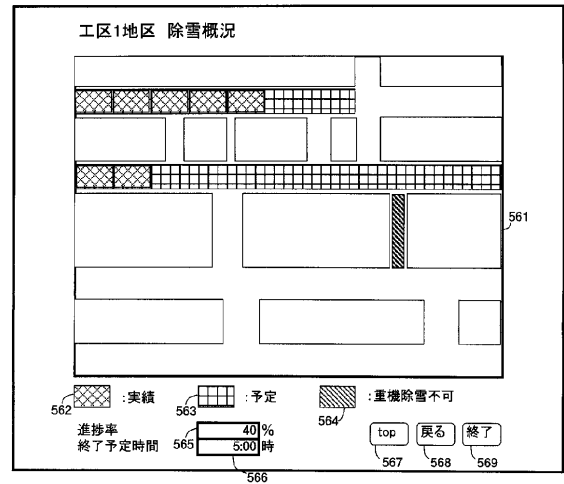 工区1地区 除雪概況
561
562 :実績
563 :予定
564 :重機除雪不可
進捗率 40 %
565
終了予定時間 5:00 時
566
top 戻る 終了
567 568 569